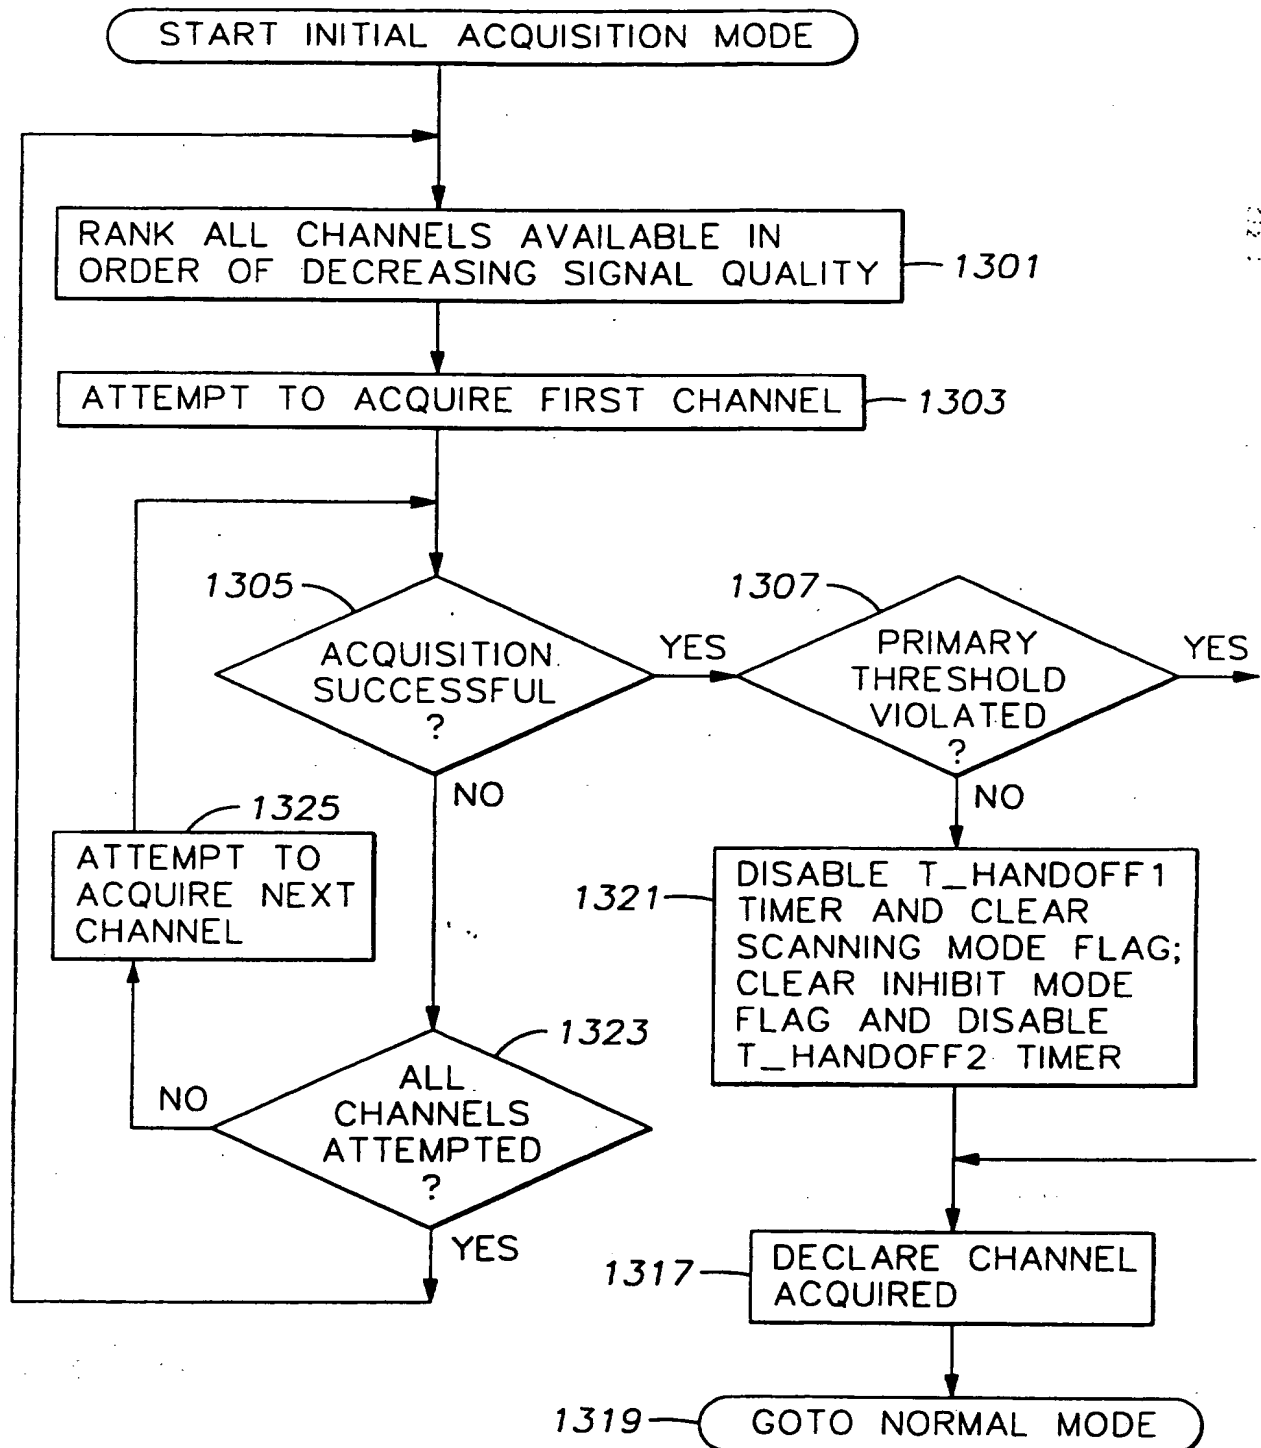 START INITIAL ACQUISITION MODE
RANK ALL CHANNELS AVAILABLE IN
ORDER OF DECREASING SIGNAL QUALITY
1301
ATTEMPT TO ACQUIRE FIRST CHANNEL
1303
1305
ACQUISITION
SUCCESSFUL
?
YES
NO
1307
PRIMARY
THRESHOLD
VIOLATED
?
YES
NO
1325
ATTEMPT TO
ACQUIRE NEXT
CHANNEL
1321
DISABLE T_HANDOFF1
TIMER AND CLEAR
SCANNING MODE FLAG;
CLEAR INHIBIT MODE
FLAG AND DISABLE
T_HANDOFF2 TIMER
1323
ALL
CHANNELS
ATTEMPTED
?
NO
YES
1317
DECLARE CHANNEL
ACQUIRED
1319
GOTO NORMAL MODE